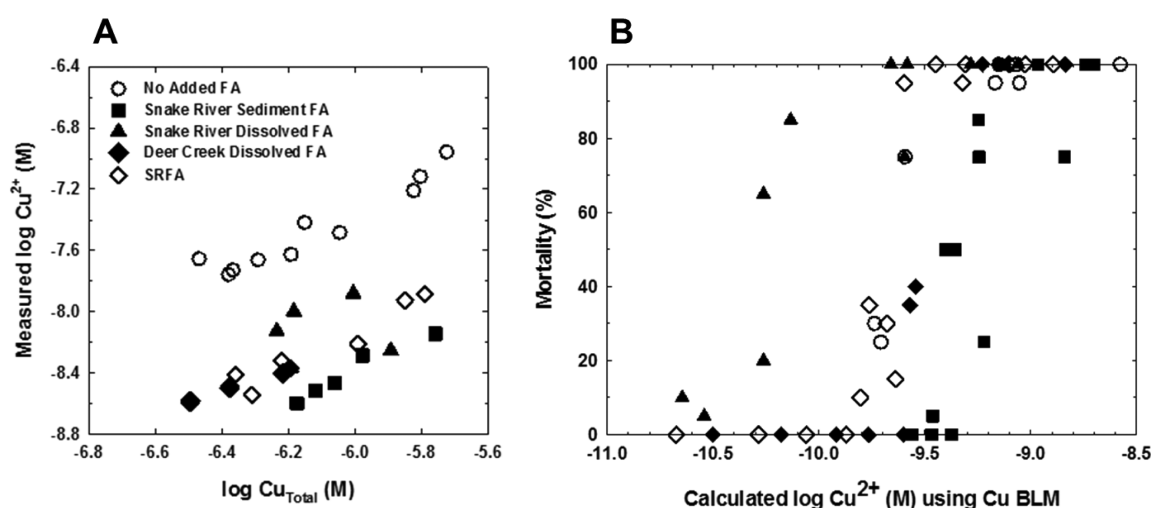 A
-6.4
-6.8
-7.2
-7.6
-8.0
-8.4
-8.8
Measured log Cu²⁺ (M)
No Added FA
Snake River Sediment FA
Snake River Dissolved FA
Deer Creek Dissolved FA
SRFA
-6.8 -6.6 -6.4 -6.2 -6.0 -5.8 -5.6
log Cu_Total (M)
B
100
80
60
40
20
0
Mortality (%)
-11.0 -10.5 -10.0 -9.5 -9.0 -8.5
Calculated log Cu²⁺ (M) using Cu BLM